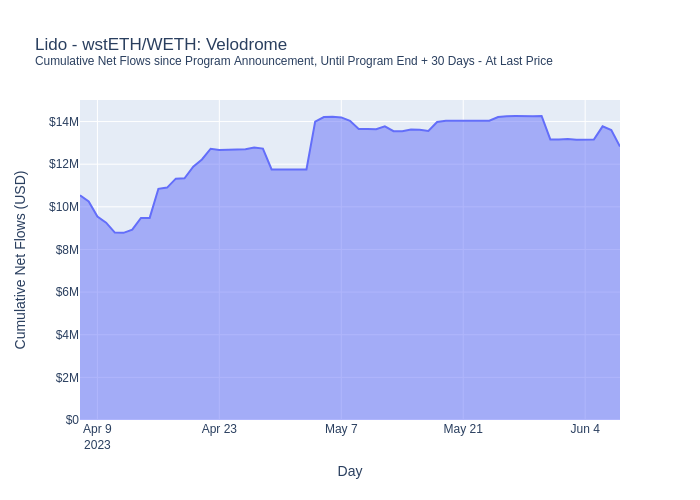 Lido - wstETH/WETH: Velodrome
Cumulative Net Flows since Program Announcement, Until Program End + 30 Days - At Last Price
Cumulative Net Flows (USD)
$14M
$12M
$10M
$8M
$6M
$4M
$2M
$0
Apr 9
2023
Apr 23
May 7
May 21
Jun 4
Day